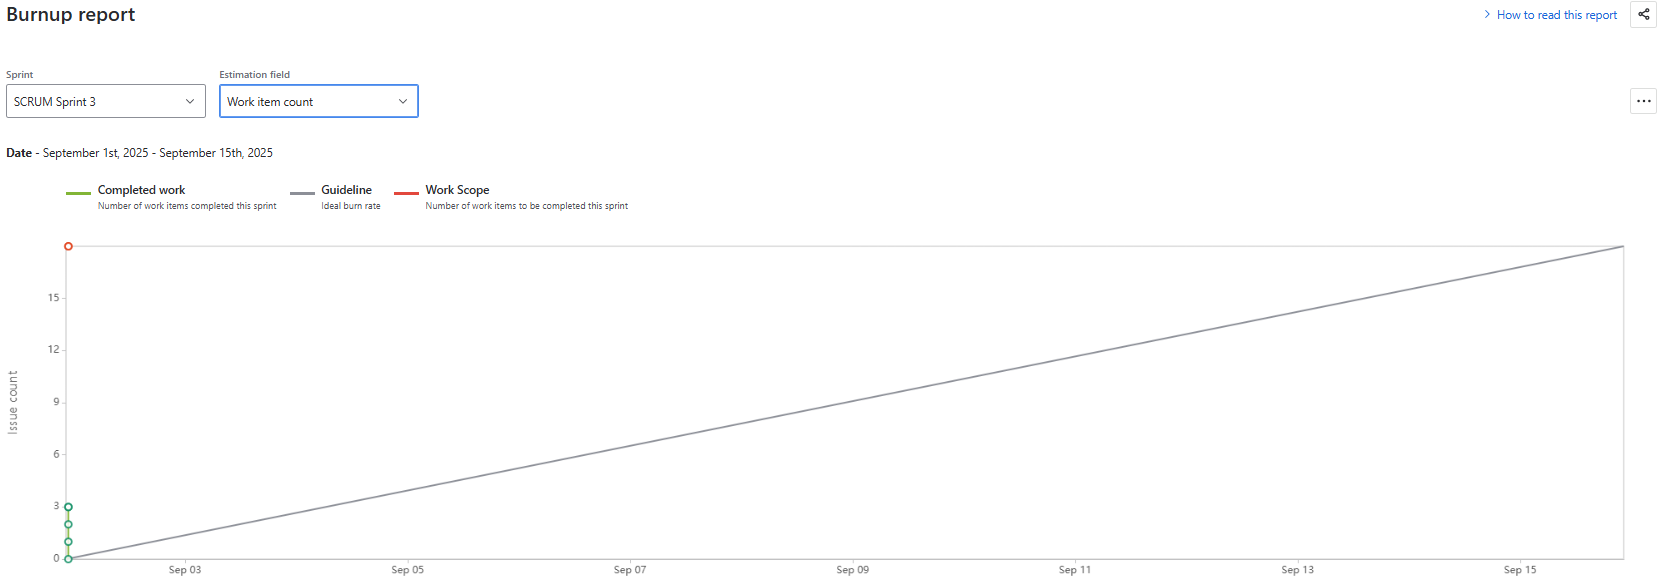 Burnup report
How to read this report
Sprint
Estimation field
SCRUM Sprint 3
Work item count
Date - September 1st, 2025 - September 15th, 2025
Completed work
Number of work items completed this sprint
Guideline
Ideal burn rate
Work Scope
Number of work items to be completed this sprint
Issue count
15
12
9
6
3
0
Sep 03
Sep 05
Sep 07
Sep 09
Sep 11
Sep 13
Sep 15